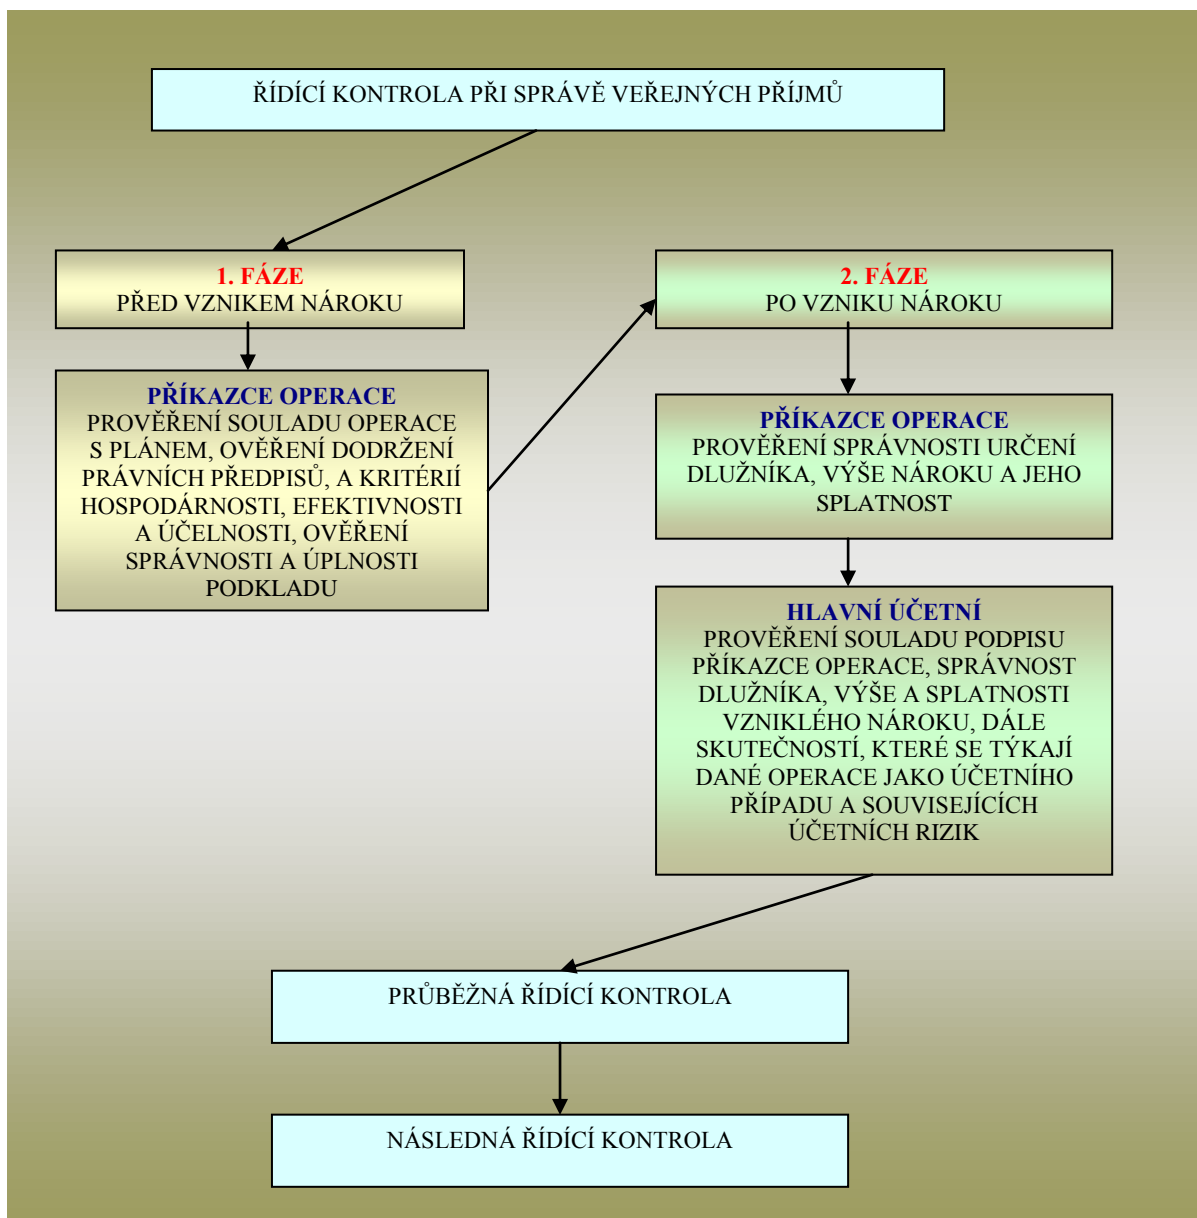 ŘÍDÍCÍ KONTROLA PŘI SPRÁVĚ VEŘEJNÝCH PŘÍJMŮ
1. FÁZE
PŘED VZNIKEM NÁROKU
PŘÍKAZCE OPERACE
PROVĚŘENÍ SOULADU OPERACE
S PLÁNEM, OVĚŘENÍ DODRŽENÍ
PRÁVNÍCH PŘEDPISŮ, A KRITÉRIÍ
HOSPODÁRNOSTI, EFEKTIVNOSTI
A ÚČELNOSTI, OVĚŘENÍ
SPRÁVNOSTI A ÚPLNOSTI
PODKLADU
2. FÁZE
PO VZNIKU NÁROKU
PŘÍKAZCE OPERACE
PROVĚŘENÍ SPRÁVNOSTI URČENÍ
DLUŽNÍKA, VÝŠE NÁROKU A JEHO
SPLATNOST
HLAVNÍ ÚČETNÍ
PROVĚŘENÍ SOULADU PODPISU
PŘÍKAZCE OPERACE, SPRÁVNOST
DLUŽNÍKA, VÝŠE A SPLATNOSTI
VZNIKLÉHO NÁROKU, DÁLE
SKUTEČNOSTÍ, KTERÉ SE TÝKAJÍ
DANÉ OPERACE JAKO ÚČETNÍHO
PŘÍPADU A SOUVISEJÍCÍCH
ÚČETNÍCH RIZIK
PRŮBĚŽNÁ ŘÍDÍCÍ KONTROLA
NÁSLEDNÁ ŘÍDÍCÍ KONTROLA